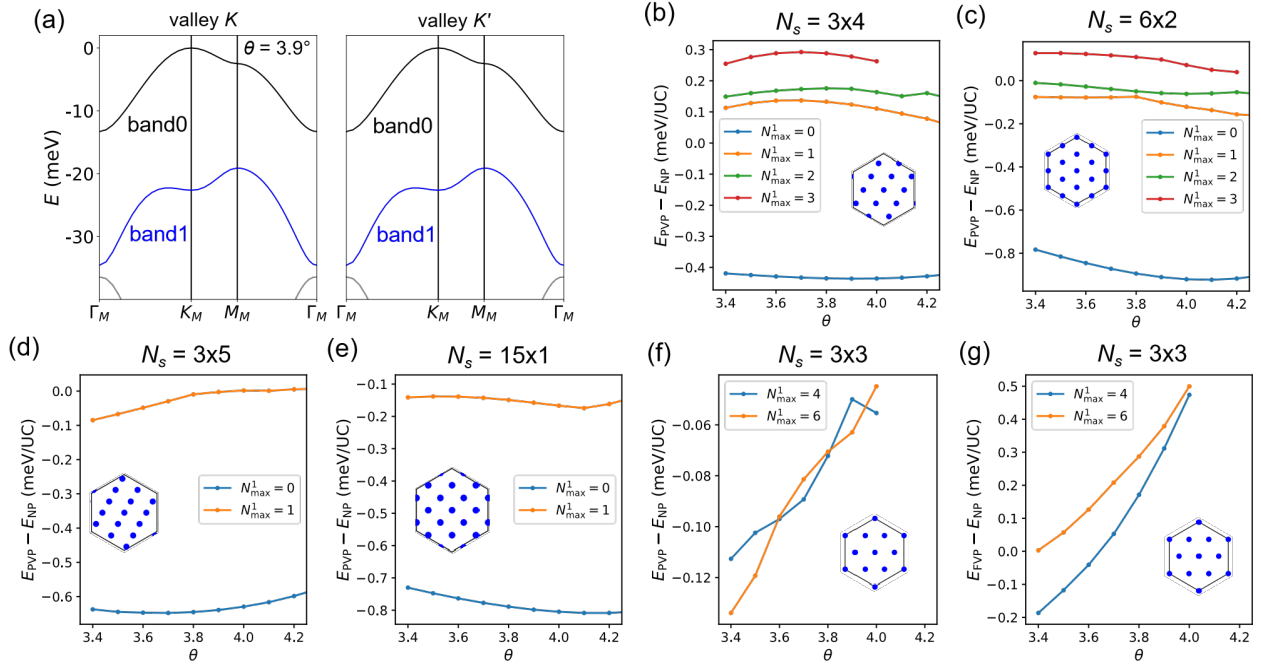 (a)
valley K
valley K′
θ = 3.9°
band0
band1
band0
band1
E (meV)
0
−10
−20
−30
Γ_M
K_M
M_M
Γ_M
K_M
M_M
Γ_M
(b)
N_s = 3x4
E_PVP − E_NP (meV/UC)
0.3
0.2
0.1
0.0
−0.1
−0.2
−0.3
−0.4
N^1_max = 0
N^1_max = 1
N^1_max = 2
N^1_max = 3
3.4 3.6 3.8 4.0 4.2
θ
(c)
N_s = 6x2
E_PVP − E_NP (meV/UC)
0.0
−0.2
−0.4
−0.6
−0.8
N^1_max = 0
N^1_max = 1
N^1_max = 2
N^1_max = 3
3.4 3.6 3.8 4.0 4.2
θ
(d)
N_s = 3x5
E_PVP − E_NP (meV/UC)
0.0
−0.1
−0.2
−0.3
−0.4
−0.5
−0.6
N^1_max = 0
N^1_max = 1
3.4 3.6 3.8 4.0 4.2
θ
(e)
N_s = 15x1
E_PVP − E_NP (meV/UC)
−0.1
−0.2
−0.3
−0.4
−0.5
−0.6
−0.7
−0.8
N^1_max = 0
N^1_max = 1
3.4 3.6 3.8 4.0 4.2
θ
(f)
N_s = 3x3
E_PVP − E_NP (meV/UC)
−0.06
−0.08
−0.10
−0.12
N^1_max = 4
N^1_max = 6
3.4 3.6 3.8 4.0 4.2
θ
(g)
N_s = 3x3
E_FVP − E_NP (meV/UC)
0.5
0.4
0.3
0.2
0.1
0.0
−0.1
−0.2
N^1_max = 4
N^1_max = 6
3.4 3.6 3.8 4.0 4.2
θ